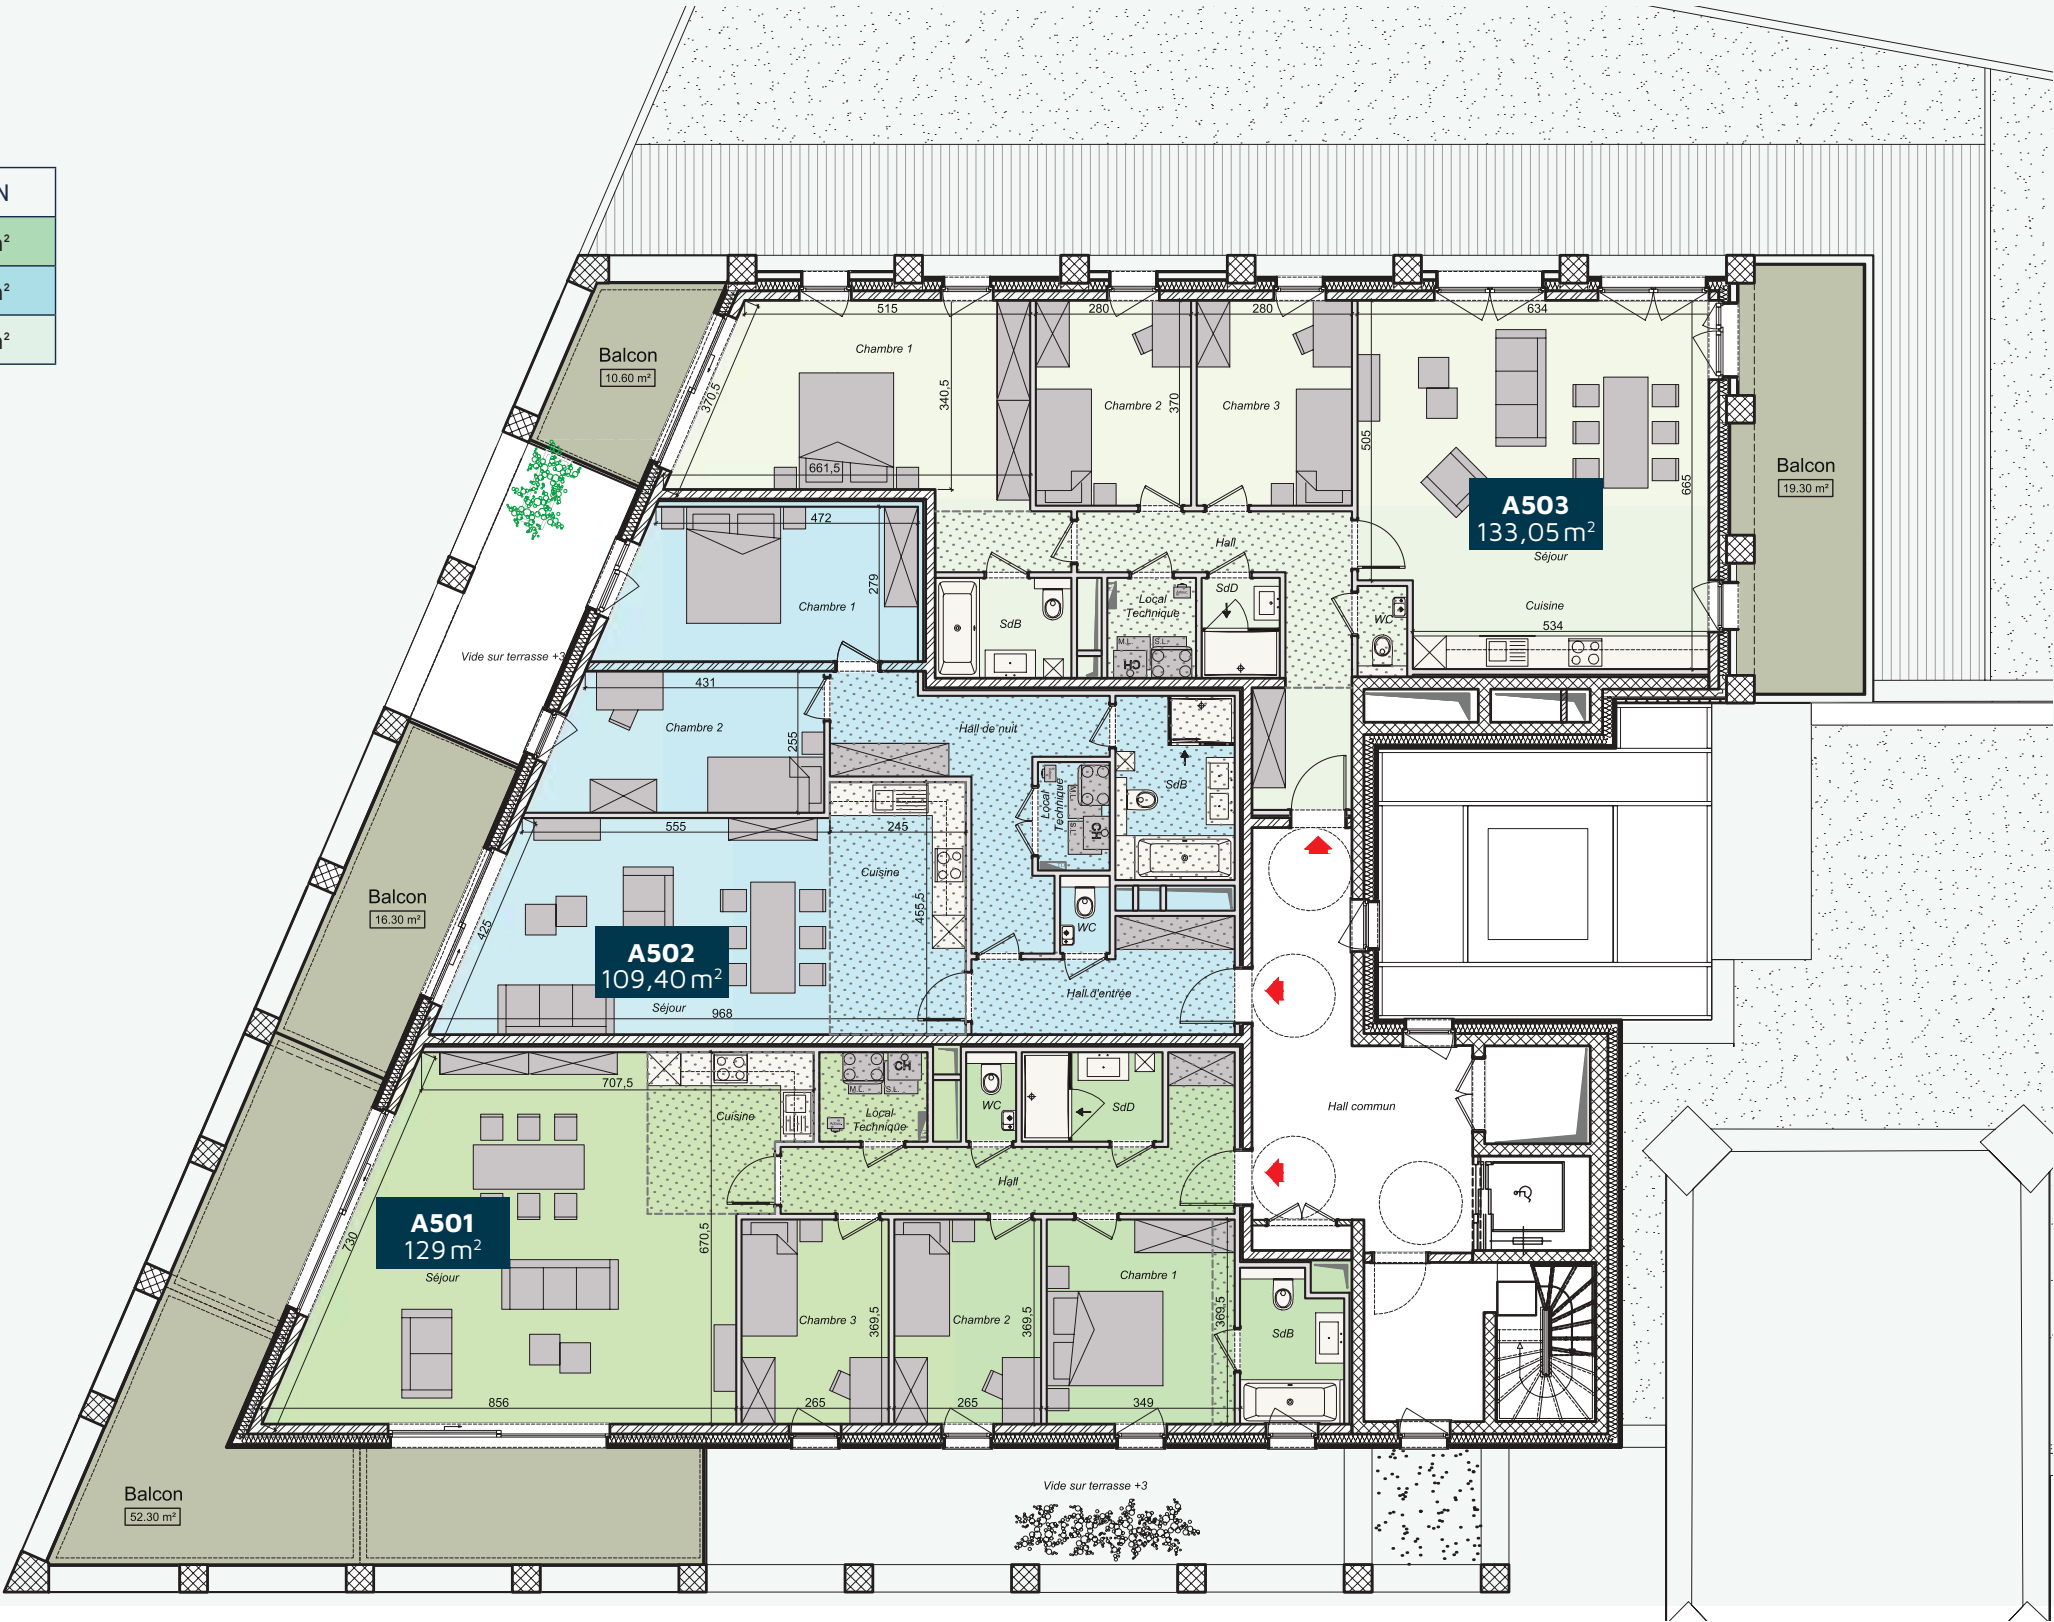 N
m²
m²
m²
Balcon
10.60 m²
515
280
280
634
Chambre 1
370,5
340,5
661,5
Chambre 2
370
Chambre 3
505
665
A503
133,05 m²
Séjour
Balcon
19.30 m²
472
279
Chambre 1
Hall
SdB
Local
Technique
M.L.
S.L.
CH
SdD
WC
Cuisine
534
Vide sur terrasse +3
431
Chambre 2
255
Hall de nuit
Local
Technique
M.L.
S.L.
CH
SdB
555
245
Cuisine
455,5
425
Balcon
16.30 m²
A502
109,40 m²
Séjour
968
WC
Hall d'entrée
707,5
Cuisine
CH
M.L.
S.L.
Local
Technique
WC
SdD
Hall commun
Hall
A501
129 m²
Séjour
730
670,5
Chambre 3
369,5
Chambre 2
369,5
Chambre 1
369,5
SdB
856
265
265
349
Balcon
52.30 m²
Vide sur terrasse +3